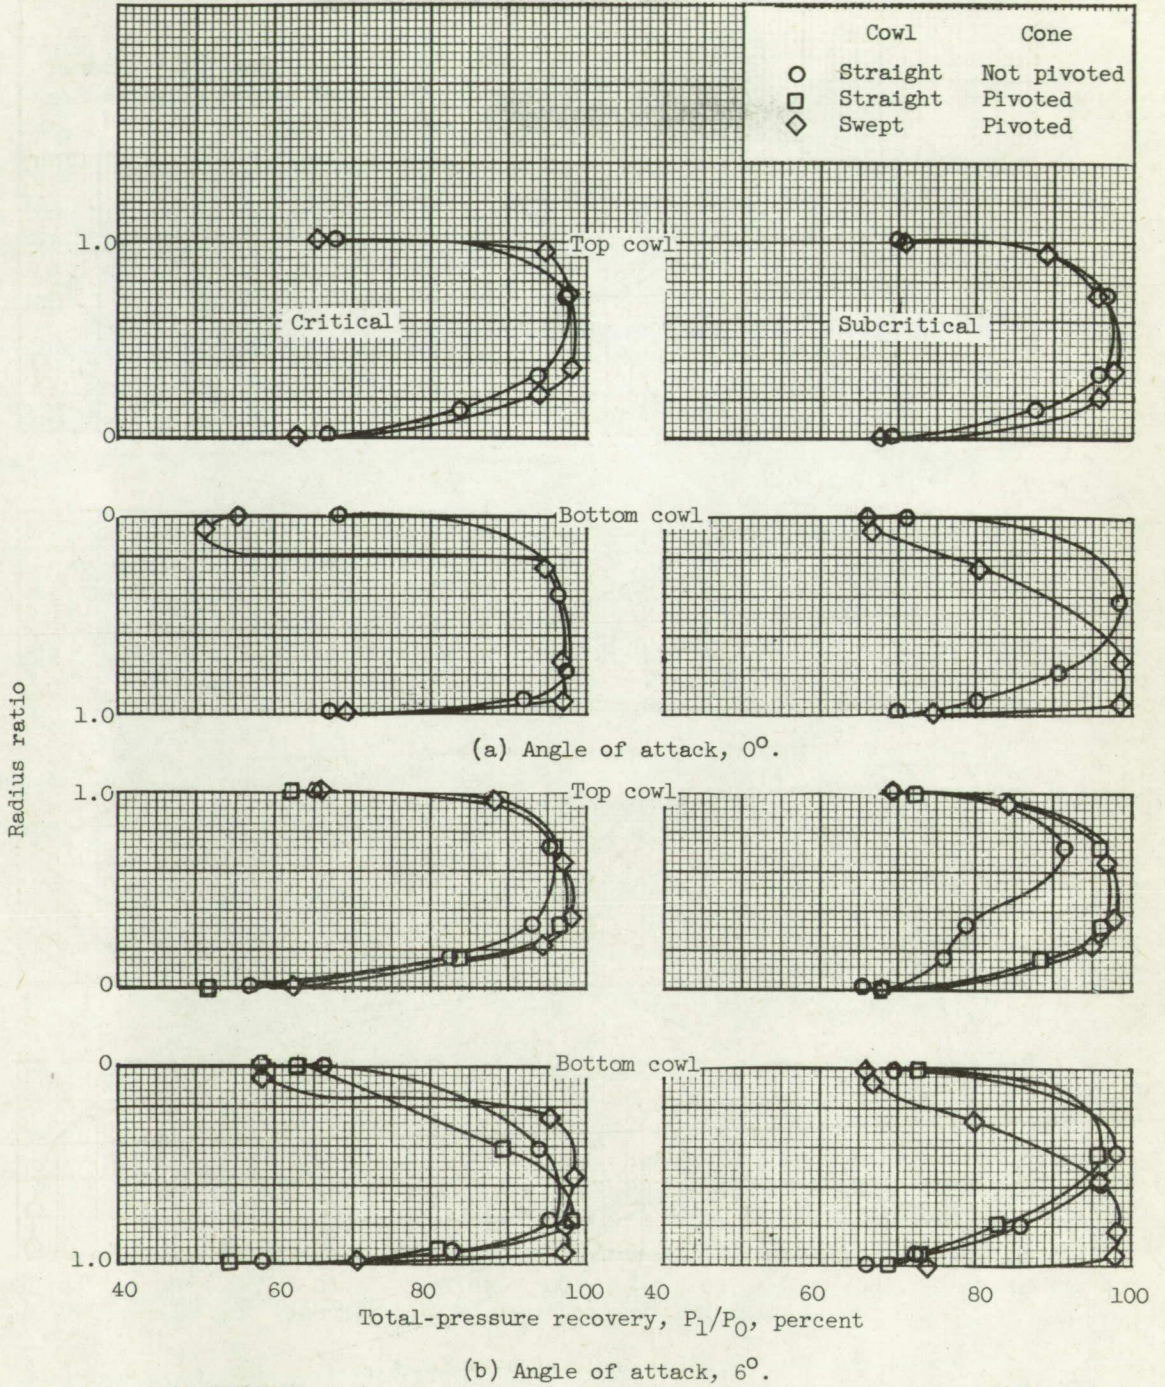 Cowl Cone
Straight Not pivoted
Straight Pivoted
Swept Pivoted
1.0
Top cowl
Critical
Subcritical
0
0
Bottom cowl
1.0
(a) Angle of attack, 0°.
Radius ratio
1.0
Top cowl
0
0
Bottom cowl
1.0
40 60 80 100 40 60 80 100
Total-pressure recovery, P₁/P₀, percent
(b) Angle of attack, 6°.